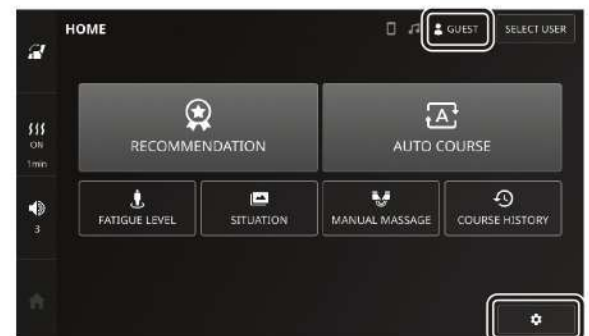 HOME
GUEST
SELECT USER
ON
1min
3
RECOMMENDATION
A
AUTO COURSE
FATIGUE LEVEL
SITUATION
MANUAL MASSAGE
COURSE HISTORY